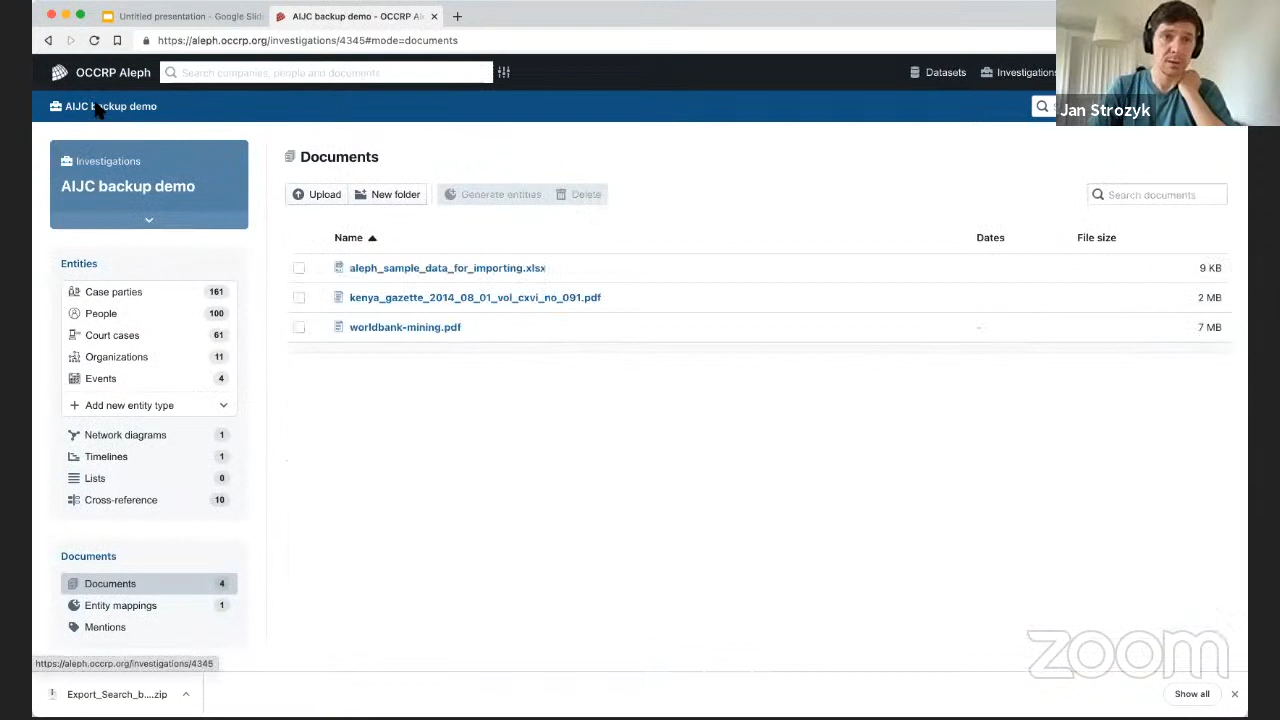 Untitled presentation - Google Slid
AIJC backup demo - OCCRP Al
https://aleph.occrp.org/investigations/4345#mode=documents
OCCRP Aleph
Search companies, people and documents
Datasets
Investigations
Jan Strozyk
AIJC backup demo
Investigations
AIJC backup demo
Documents
Upload
New folder
Generate entities
Delete
Search documents
Name
Dates
File size
aleph_sample_data_for_importing.xlsx
9 KB
kenya_gazette_2014_08_01_vol_cxvi_no_091.pdf
2 MB
worldbank-mining.pdf
-
7 MB
Entities
Case parties 161
People 100
Court cases 61
Organizations 11
Events 4
Add new entity type
Network diagrams 1
Timelines 1
Lists 0
Cross-reference 10
Documents
Documents 4
Entity mappings 1
Mentions
https://aleph.occrp.org/investigations/4345
zoom
Export_Search_b....zip
Show all